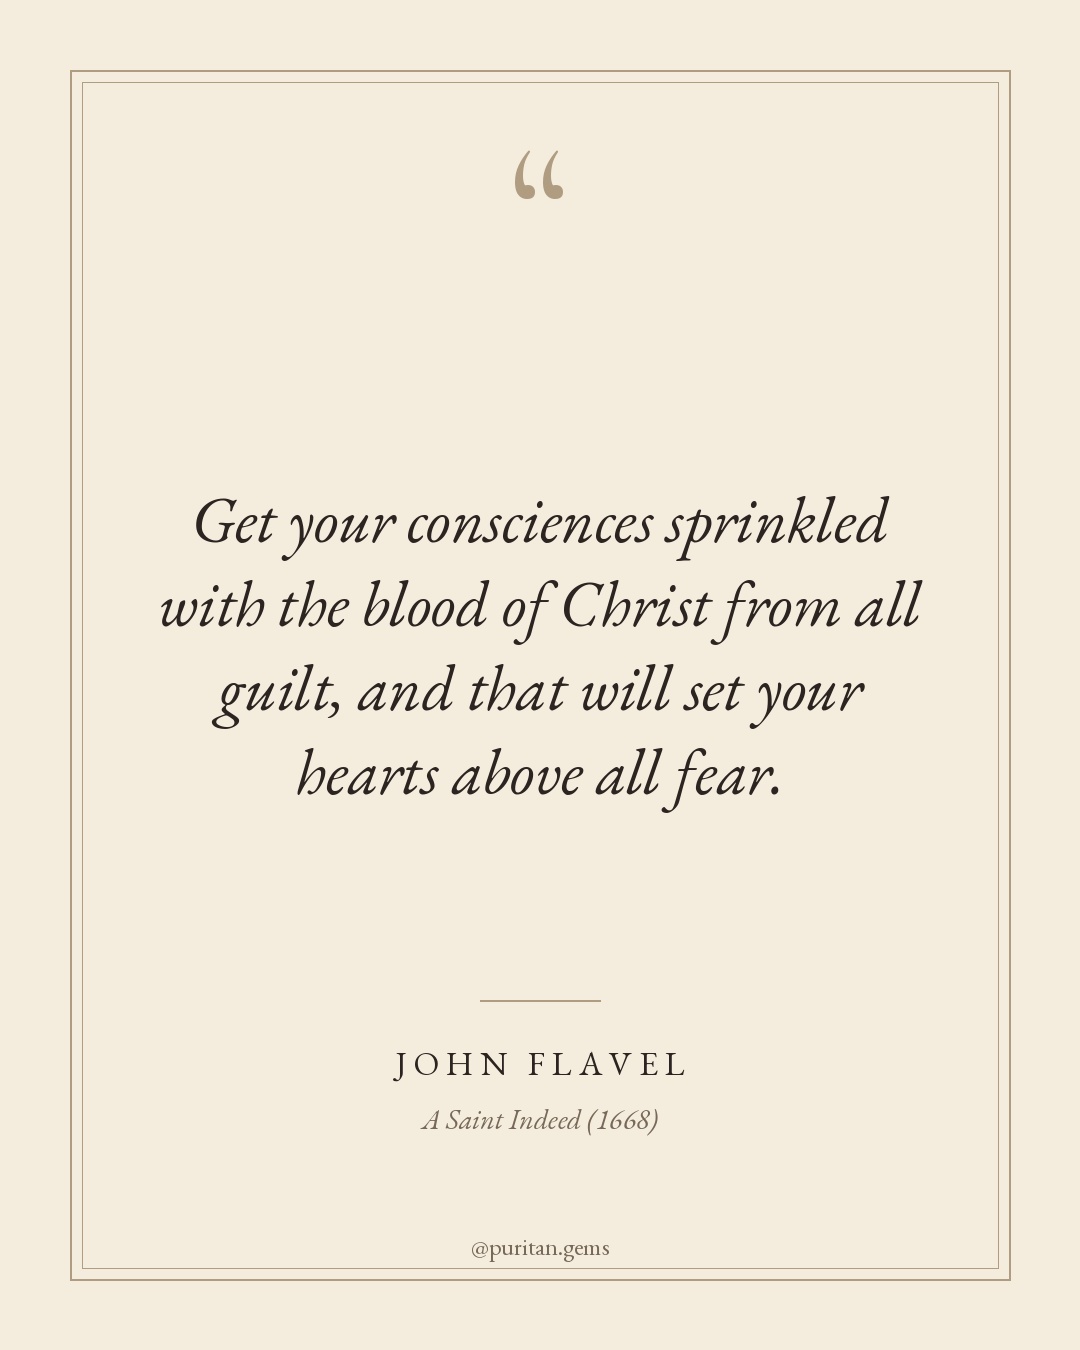 “
Get your consciences sprinkled
with the blood of Christ from all
guilt, and that will set your
hearts above all fear.
JOHN FLAVEL
A Saint Indeed (1668)
@puritan.gems